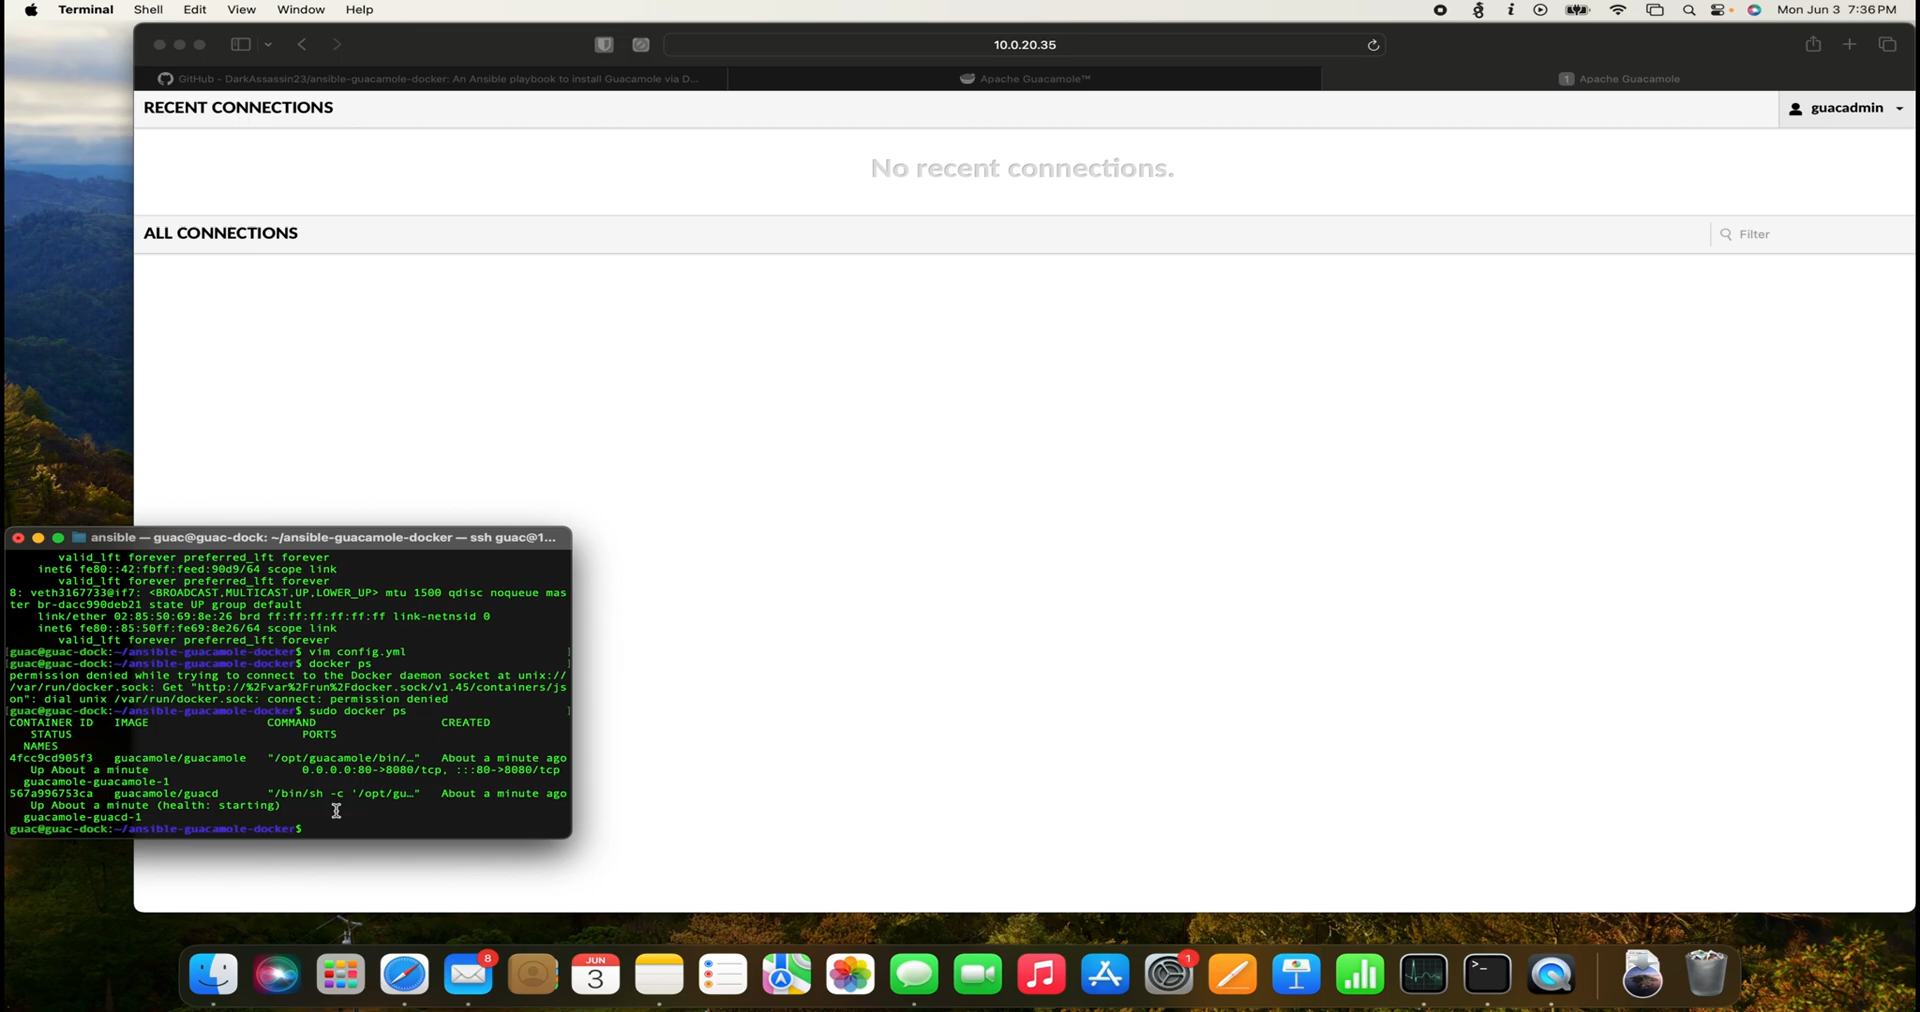 Terminal Shell Edit View Window Help Mon Jun 3 7:36 PM
10.0.20.35
GitHub - DarkAssassin23/ansible-guacamole-docker: An Ansible playbook to install Guacamole via D... Apache Guacamole™ 1 Apache Guacamole
RECENT CONNECTIONS guacadmin
No recent connections.
ALL CONNECTIONS Filter
ansible — guac@guac-dock: ~/ansible-guacamole-docker — ssh guac@1...
valid_lft forever preferred_lft forever
inet6 fe80::42:fbff:feed:90d9/64 scope link
valid_lft forever preferred_lft forever
8: veth3167733@if7: <BROADCAST,MULTICAST,UP,LOWER_UP> mtu 1500 qdisc noqueue mas
ter br-dacc990deb21 state UP group default
link/ether 02:85:50:69:8e:26 brd ff:ff:ff:ff:ff:ff link-netnsid 0
inet6 fe80::85:50ff:fe69:8e26/64 scope link
valid_lft forever preferred_lft forever
[guac@guac-dock:~/ansible-guacamole-docker$ vim config.yml ]
[guac@guac-dock:~/ansible-guacamole-docker$ docker ps ]
permission denied while trying to connect to the Docker daemon socket at unix://
/var/run/docker.sock: Get "http://%2Fvar%2Frun%2Fdocker.sock/v1.45/containers/js
on": dial unix /var/run/docker.sock: connect: permission denied
[guac@guac-dock:~/ansible-guacamole-docker$ sudo docker ps ]
CONTAINER ID IMAGE COMMAND CREATED
STATUS PORTS
NAMES
4fcc9cd905f3 guacamole/guacamole "/opt/guacamole/bin/…" About a minute ago
Up About a minute 0.0.0.0:80->8080/tcp, :::80->8080/tcp
guacamole-guacamole-1
567a996753ca guacamole/guacd "/bin/sh -c '/opt/gu…" About a minute ago
Up About a minute (health: starting)
guacamole-guacd-1
guac@guac-dock:~/ansible-guacamole-docker$
8
JUN
3
1